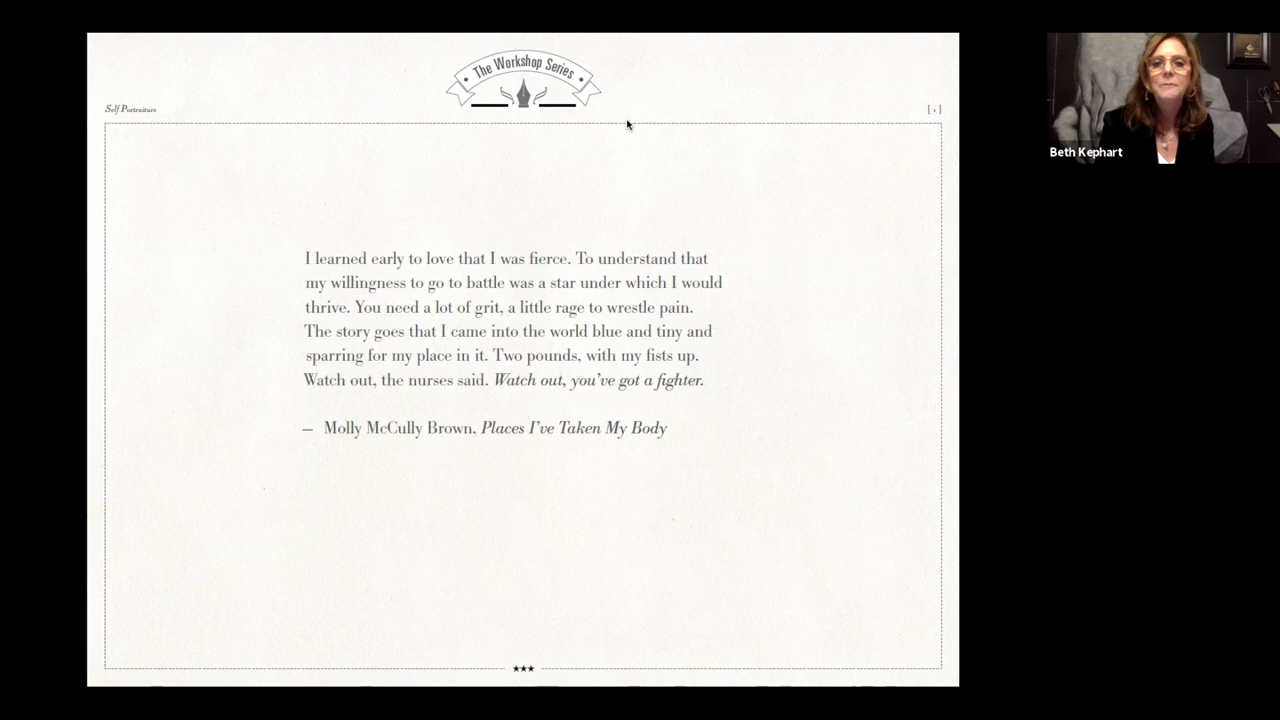 The Workshop Series
Self Portraiture
[ 1 ]
I learned early to love that I was fierce. To understand that
my willingness to go to battle was a star under which I would
thrive. You need a lot of grit, a little rage to wrestle pain.
The story goes that I came into the world blue and tiny and
sparring for my place in it. Two pounds, with my fists up.
Watch out, the nurses said. Watch out, you’ve got a fighter.
— Molly McCully Brown, Places I’ve Taken My Body
Beth Kephart